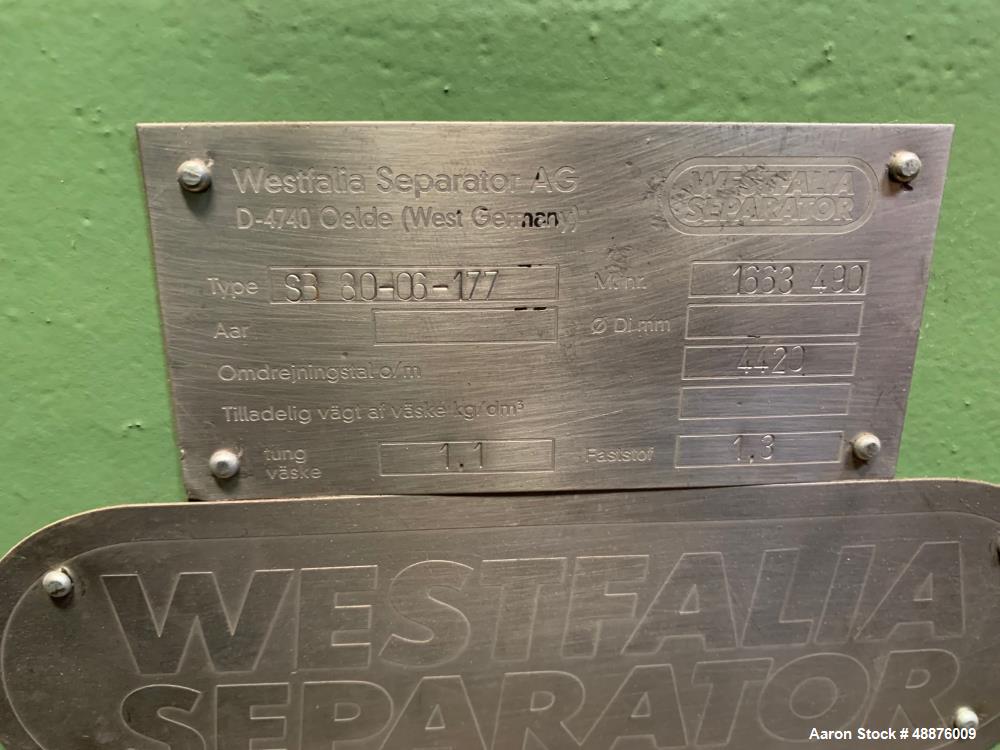 Westfalia Separator AG
D-4740 Oelde (West Germany)
WESTFALIA
SEPARATOR
Type SB 80-06-177 M. nr. 1663 490
Aar Ø Di.mm
Omdrejningstal o/m 4420
Tilladelig vägt af väske kg/dm³
tung väske 1.1 Faststof 1.3
WESTFALIA
SEPARATOR
Aaron Stock # 48876009